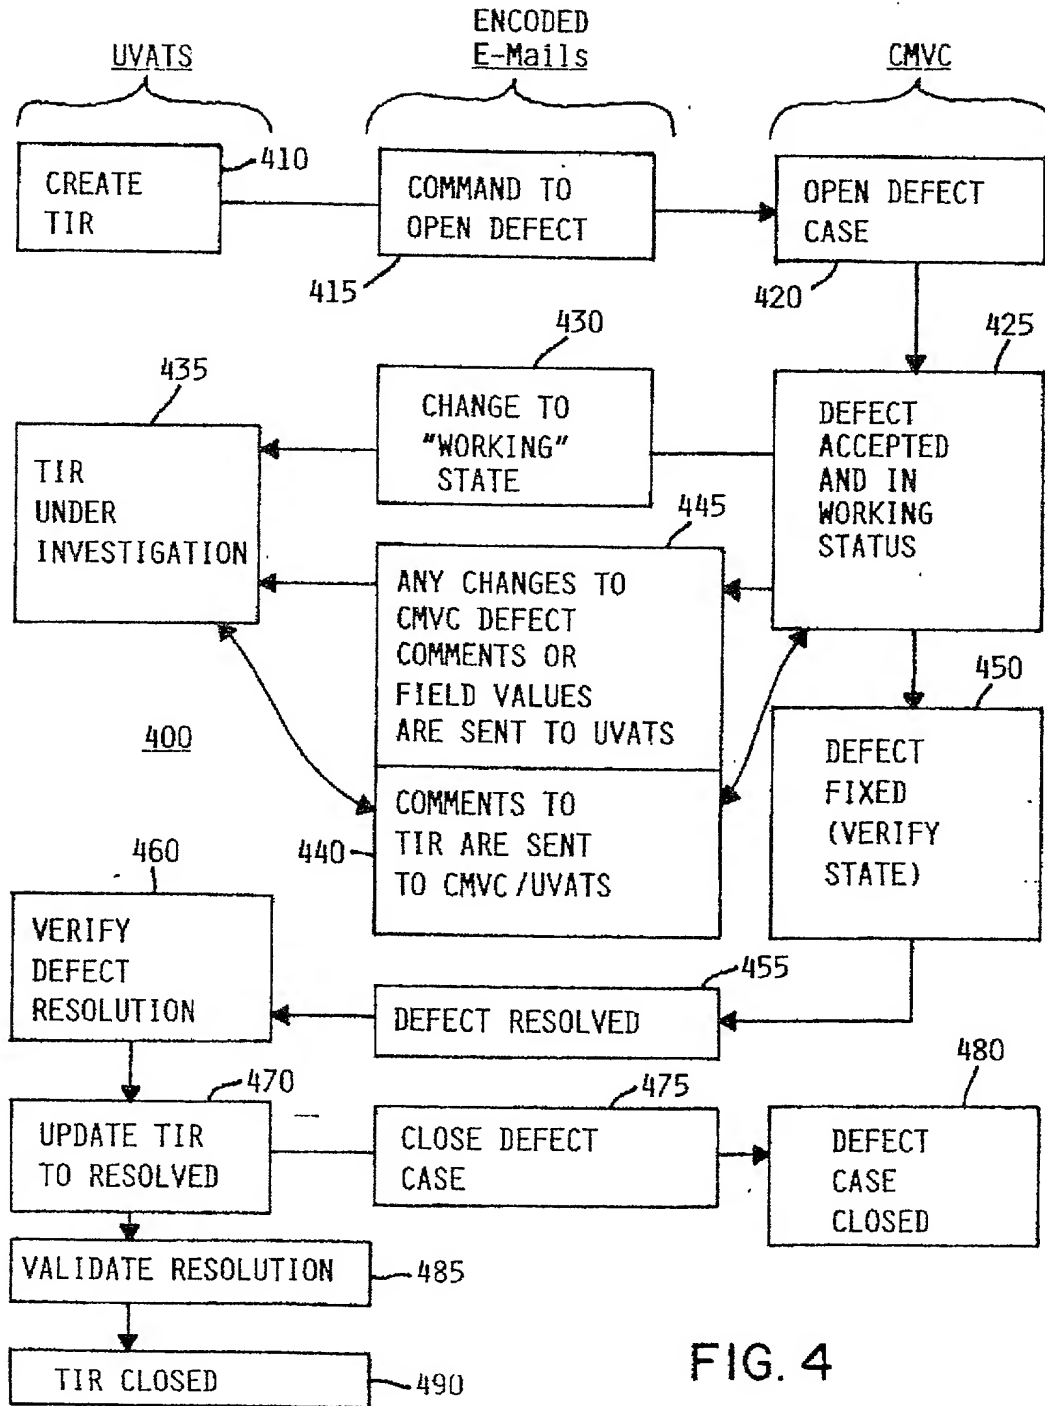 UVATS
ENCODED
E-Mails
CMVC
CREATE
TIR
410
COMMAND TO
OPEN DEFECT
415
OPEN DEFECT
CASE
420
430
425
435
CHANGE TO
"WORKING"
STATE
DEFECT
ACCEPTED
AND IN
WORKING
STATUS
TIR
UNDER
INVESTIGATION
445
ANY CHANGES TO
CMVC DEFECT
COMMENTS OR
FIELD VALUES
ARE SENT TO UVATS
450
400
COMMENTS TO
TIR ARE SENT
TO CMVC/UVATS
440
DEFECT
FIXED
(VERIFY
STATE)
460
VERIFY
DEFECT
RESOLUTION
455
DEFECT RESOLVED
470
UPDATE TIR
TO RESOLVED
475
CLOSE DEFECT
CASE
480
DEFECT
CASE
CLOSED
VALIDATE RESOLUTION
485
TIR CLOSED
490
FIG. 4